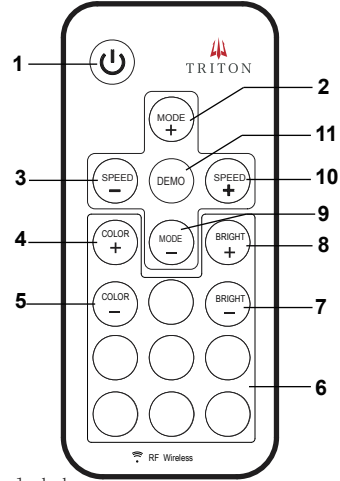 1
TRITON
MODE
+
2
11
3
SPEED
–
DEMO
SPEED
+
10
9
4
COLOR
+
MODE
–
BRIGHT
+
8
5
COLOR
–
BRIGHT
–
7
6
RF Wireless